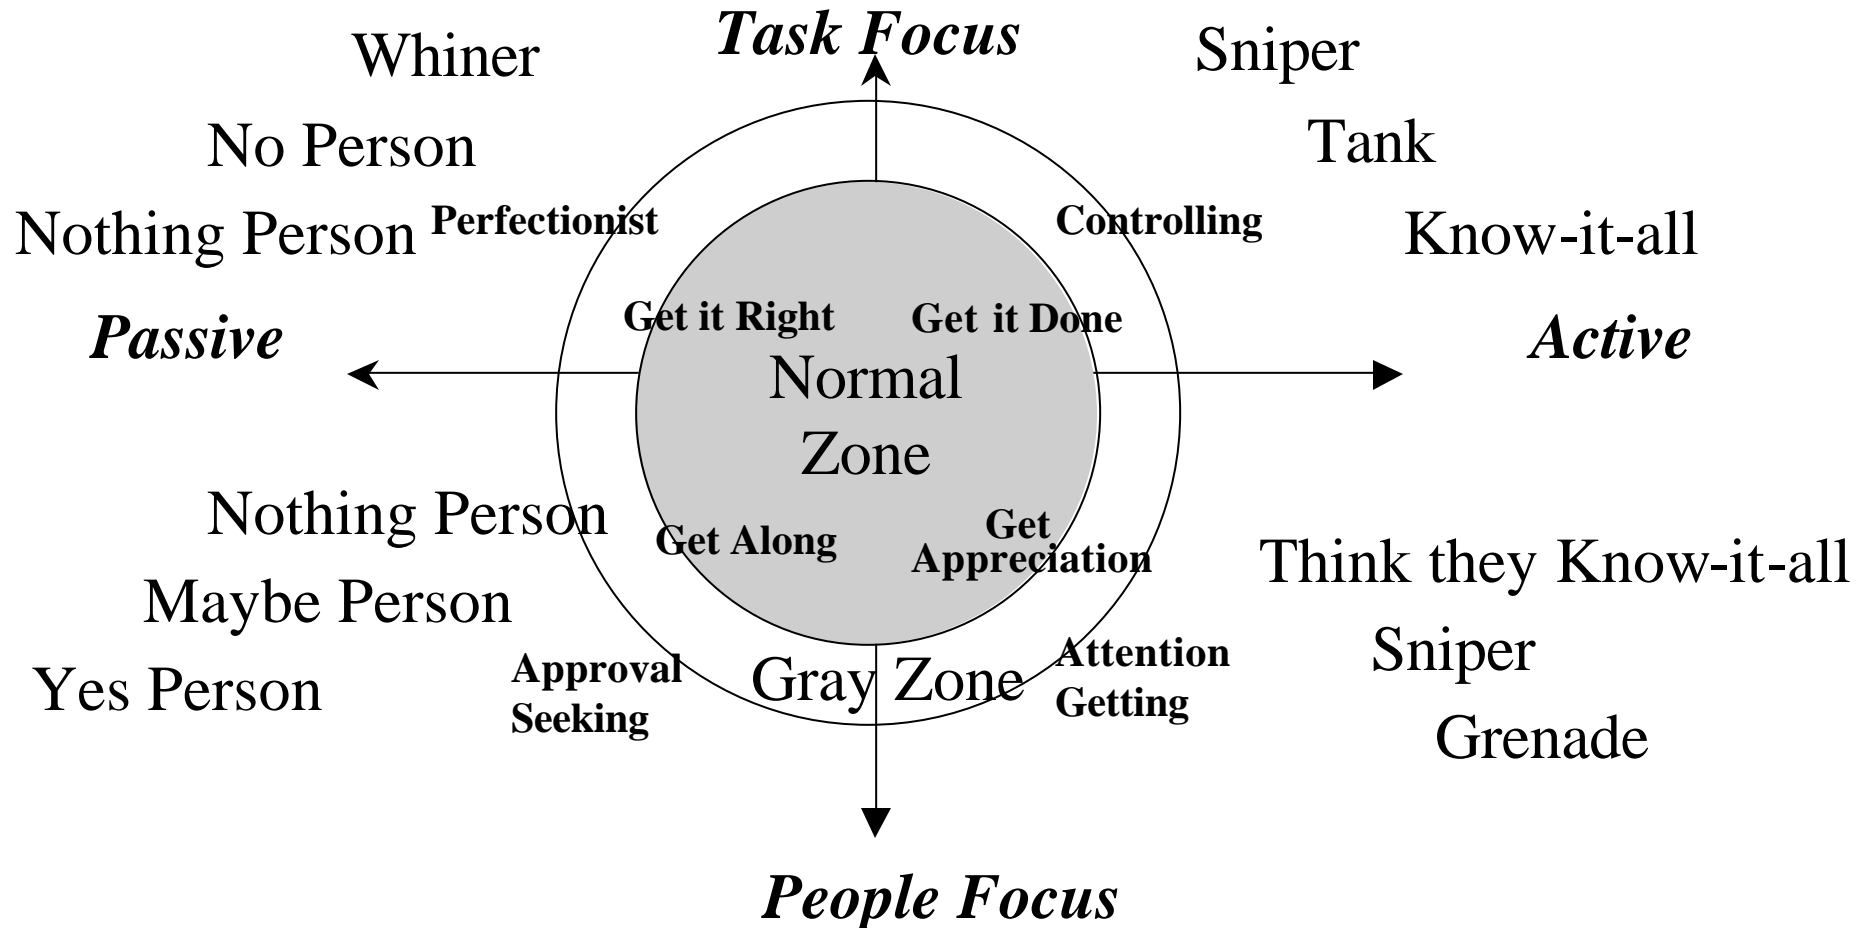 Task Focus
Whiner
Sniper
No Person
Tank
Nothing Person
Perfectionist
Controlling
Know-it-all
Passive
Get it Right
Get it Done
Active
Normal
Zone
Nothing Person
Get Along
Get
Appreciation
Think they Know-it-all
Maybe Person
Sniper
Yes Person
Approval
Seeking
Gray Zone
Attention
Getting
Grenade
People Focus